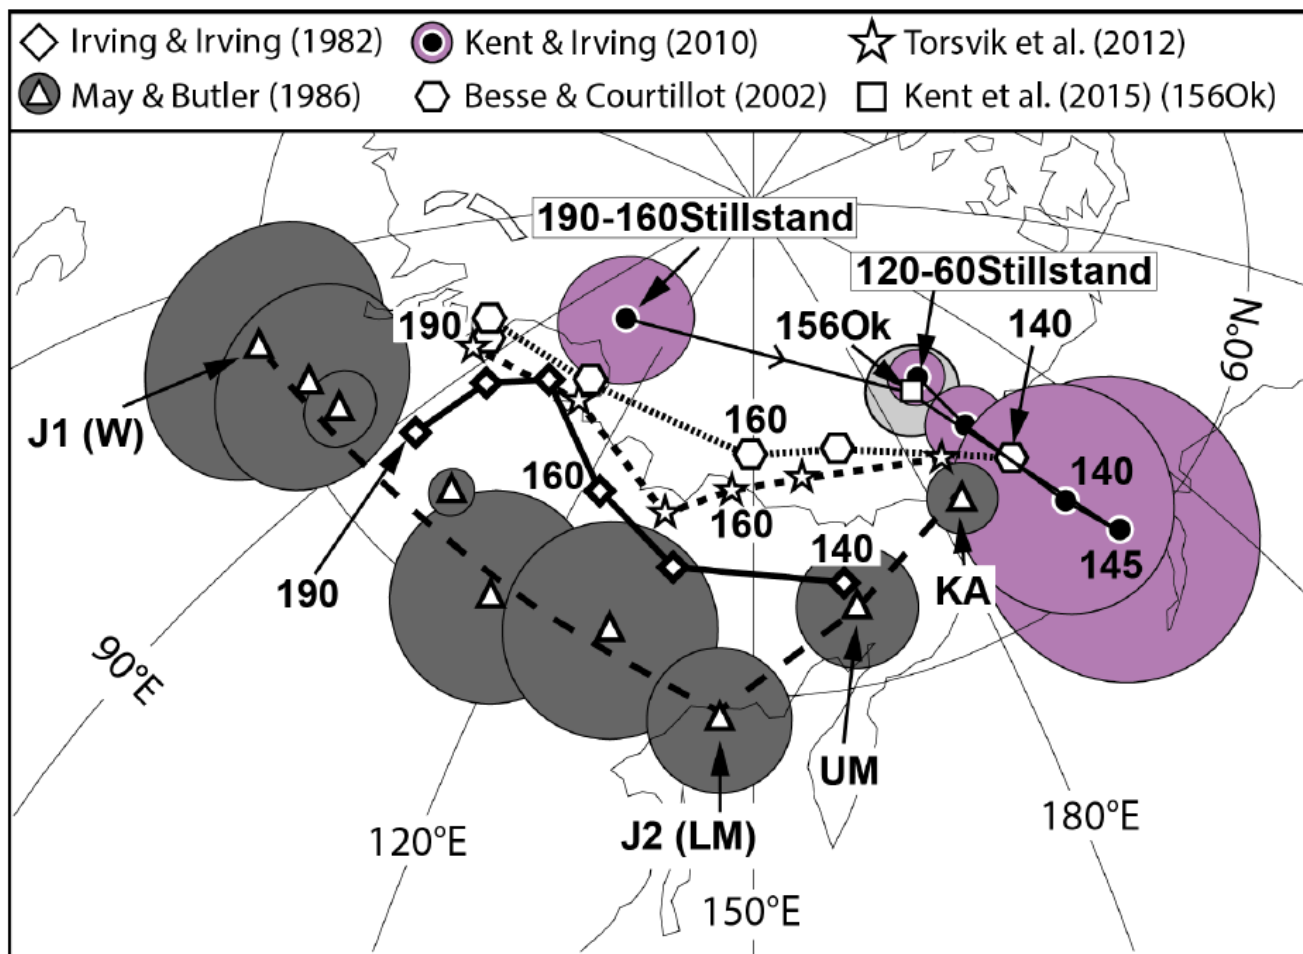 Irving & Irving (1982) Kent & Irving (2010) Torsvik et al. (2012)
May & Butler (1986) Besse & Courtillot (2002) Kent et al. (2015) (156Ok)
190-160Stillstand
120-60Stillstand
190
156Ok
140
N°09
J1 (W)
160
160
140
160
140
145
190
KA
90°E
UM
180°E
120°E
J2 (LM)
150°E